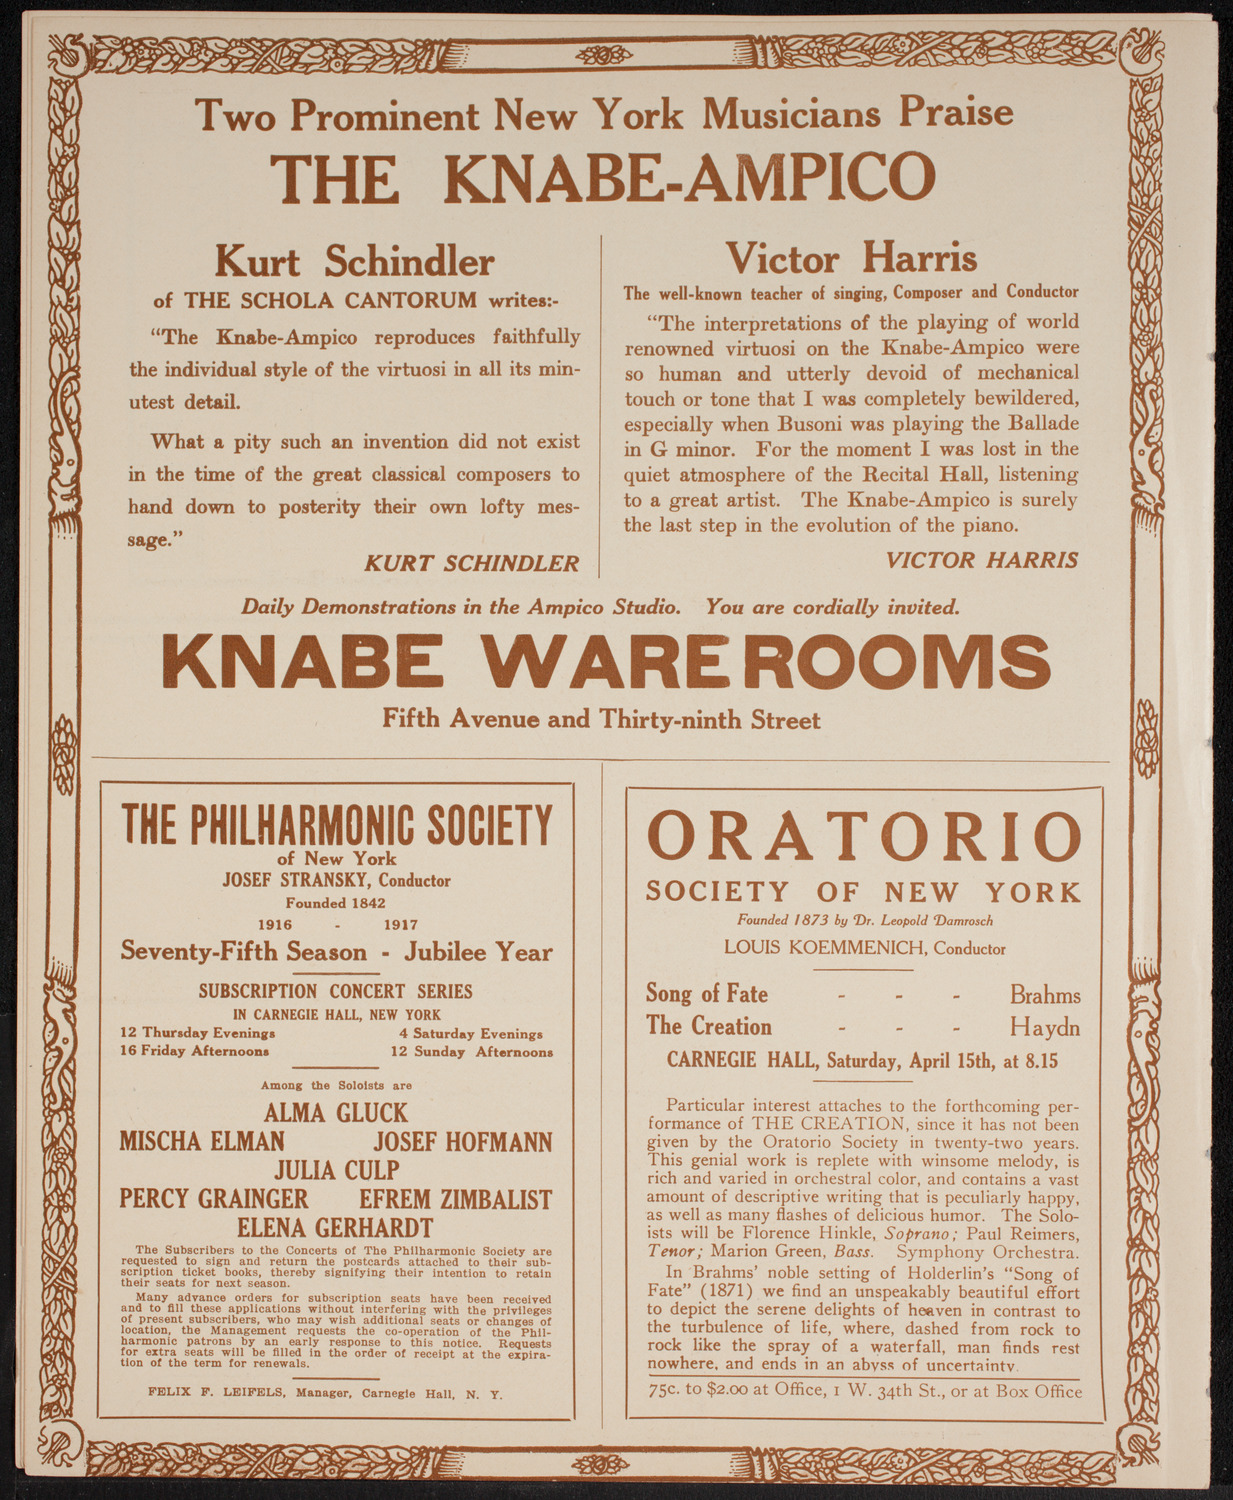 Two Prominent New York Musicians Praise
THE KNABE-AMPICO
Kurt Schindler
of THE SCHOLA CANTORUM writes:-
“The Knabe-Ampico reproduces faithfully
the individual style of the virtuosi in all its min-
utest detail.
What a pity such an invention did not exist
in the time of the great classical composers to
hand down to posterity their own lofty mes-
sage.”
KURT SCHINDLER
Victor Harris
The well-known teacher of singing, Composer and Conductor
“The interpretations of the playing of world
renowned virtuosi on the Knabe-Ampico were
so human and utterly devoid of mechanical
touch or tone that I was completely bewildered,
especially when Busoni was playing the Ballade
in G minor. For the moment I was lost in the
quiet atmosphere of the Recital Hall, listening
to a great artist. The Knabe-Ampico is surely
the last step in the evolution of the piano.
VICTOR HARRIS
Daily Demonstrations in the Ampico Studio. You are cordially invited.
KNABE WAREROOMS
Fifth Avenue and Thirty-ninth Street
THE PHILHARMONIC SOCIETY
of New York
JOSEF STRANSKY, Conductor
Founded 1842
1916 - 1917
Seventy-Fifth Season - Jubilee Year
SUBSCRIPTION CONCERT SERIES
IN CARNEGIE HALL, NEW YORK
12 Thursday Evenings 4 Saturday Evenings
16 Friday Afternoons 12 Sunday Afternoons
Among the Soloists are
ALMA GLUCK
MISCHA ELMAN JOSEF HOFMANN
JULIA CULP
PERCY GRAINGER EFREM ZIMBALIST
ELENA GERHARDT
The Subscribers to the Concerts of The Philharmonic Society are
requested to sign and return the postcards attached to their sub-
scription ticket books, thereby signifying their intention to retain
their seats for next season.
Many advance orders for subscription seats have been received
and to fill these applications without interfering with the privileges
of present subscribers, who may wish additional seats or changes of
location, the Management requests the co-operation of the Phil-
harmonic patrons by an early response to this notice. Requests
for extra seats will be filled in the order of receipt at the expira-
tion of the term for renewals.
FELIX F. LEIFELS, Manager, Carnegie Hall, N. Y.
ORATORIO
SOCIETY OF NEW YORK
Founded 1873 by Dr. Leopold Damrosch
LOUIS KOEMMENICH, Conductor
Song of Fate - - - Brahms
The Creation - - - Haydn
CARNEGIE HALL, Saturday, April 15th, at 8.15
Particular interest attaches to the forthcoming per-
formance of THE CREATION, since it has not been
given by the Oratorio Society in twenty-two years.
This genial work is replete with winsome melody, is
rich and varied in orchestral color, and contains a vast
amount of descriptive writing that is peculiarly happy,
as well as many flashes of delicious humor. The Solo-
ists will be Florence Hinkle, Soprano; Paul Reimers,
Tenor; Marion Green, Bass. Symphony Orchestra.
In Brahms’ noble setting of Holderlin’s “Song of
Fate” (1871) we find an unspeakably beautiful effort
to depict the serene delights of heaven in contrast to
the turbulence of life, where, dashed from rock to
rock like the spray of a waterfall, man finds rest
nowhere, and ends in an abyss of uncertainty.
75c. to $2.00 at Office, 1 W. 34th St., or at Box Office